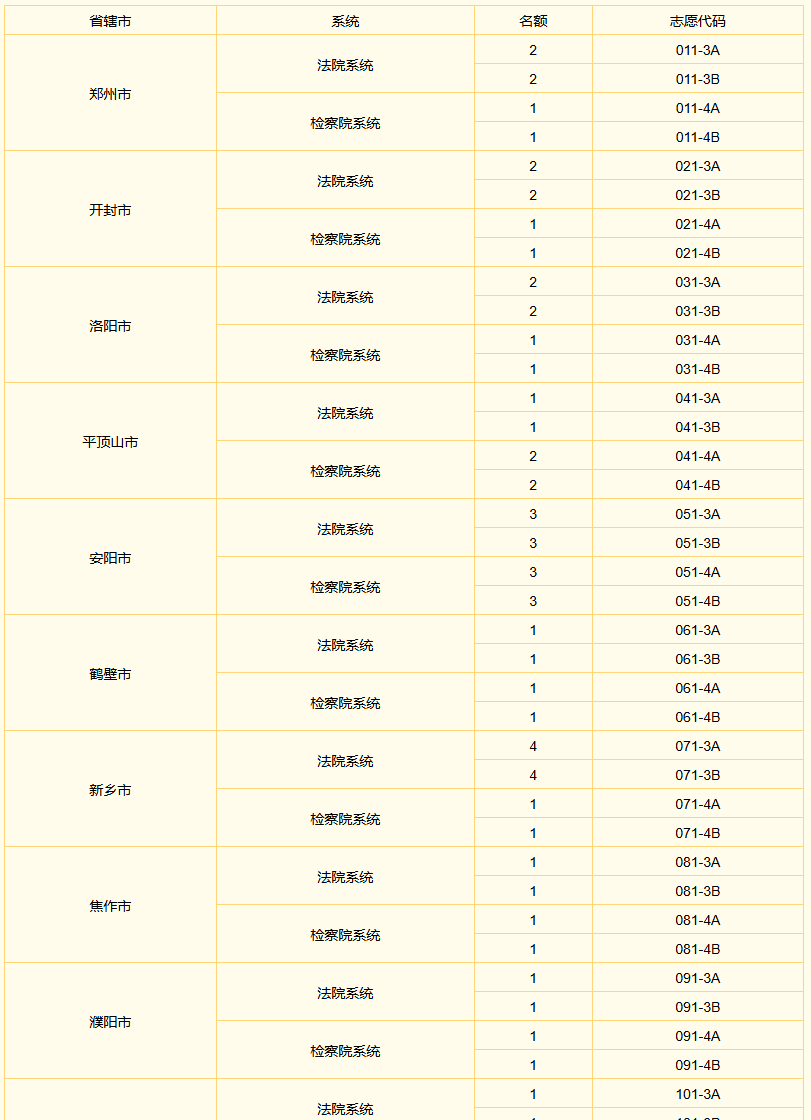 省辖市 系统 名额 志愿代码
郑州市 法院系统 2 011-3A
2 011-3B
检察院系统 1 011-4A
1 011-4B
开封市 法院系统 2 021-3A
2 021-3B
检察院系统 1 021-4A
1 021-4B
洛阳市 法院系统 2 031-3A
2 031-3B
检察院系统 1 031-4A
1 031-4B
平顶山市 法院系统 1 041-3A
1 041-3B
检察院系统 2 041-4A
2 041-4B
安阳市 法院系统 3 051-3A
3 051-3B
检察院系统 3 051-4A
3 051-4B
鹤壁市 法院系统 1 061-3A
1 061-3B
检察院系统 1 061-4A
1 061-4B
新乡市 法院系统 4 071-3A
4 071-3B
检察院系统 1 071-4A
1 071-4B
焦作市 法院系统 1 081-3A
1 081-3B
检察院系统 1 081-4A
1 081-4B
濮阳市 法院系统 1 091-3A
1 091-3B
检察院系统 1 091-4A
1 091-4B
法院系统 1 101-3A